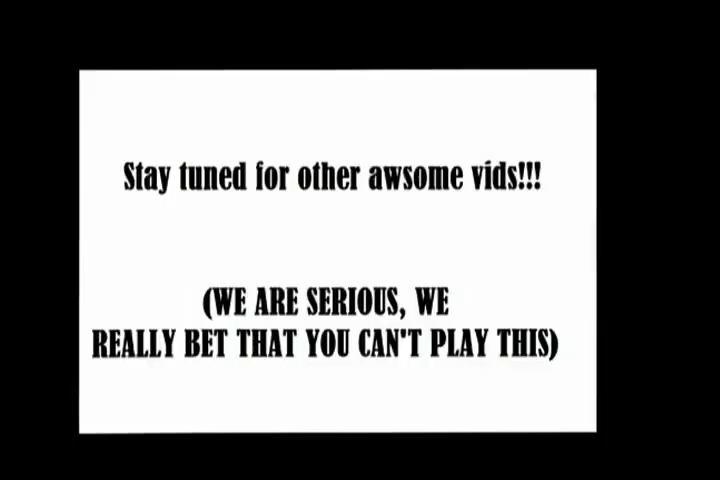 Stay tuned for other awsome vids!!!
(WE ARE SERIOUS, WE
REALLY BET THAT YOU CAN'T PLAY THIS)